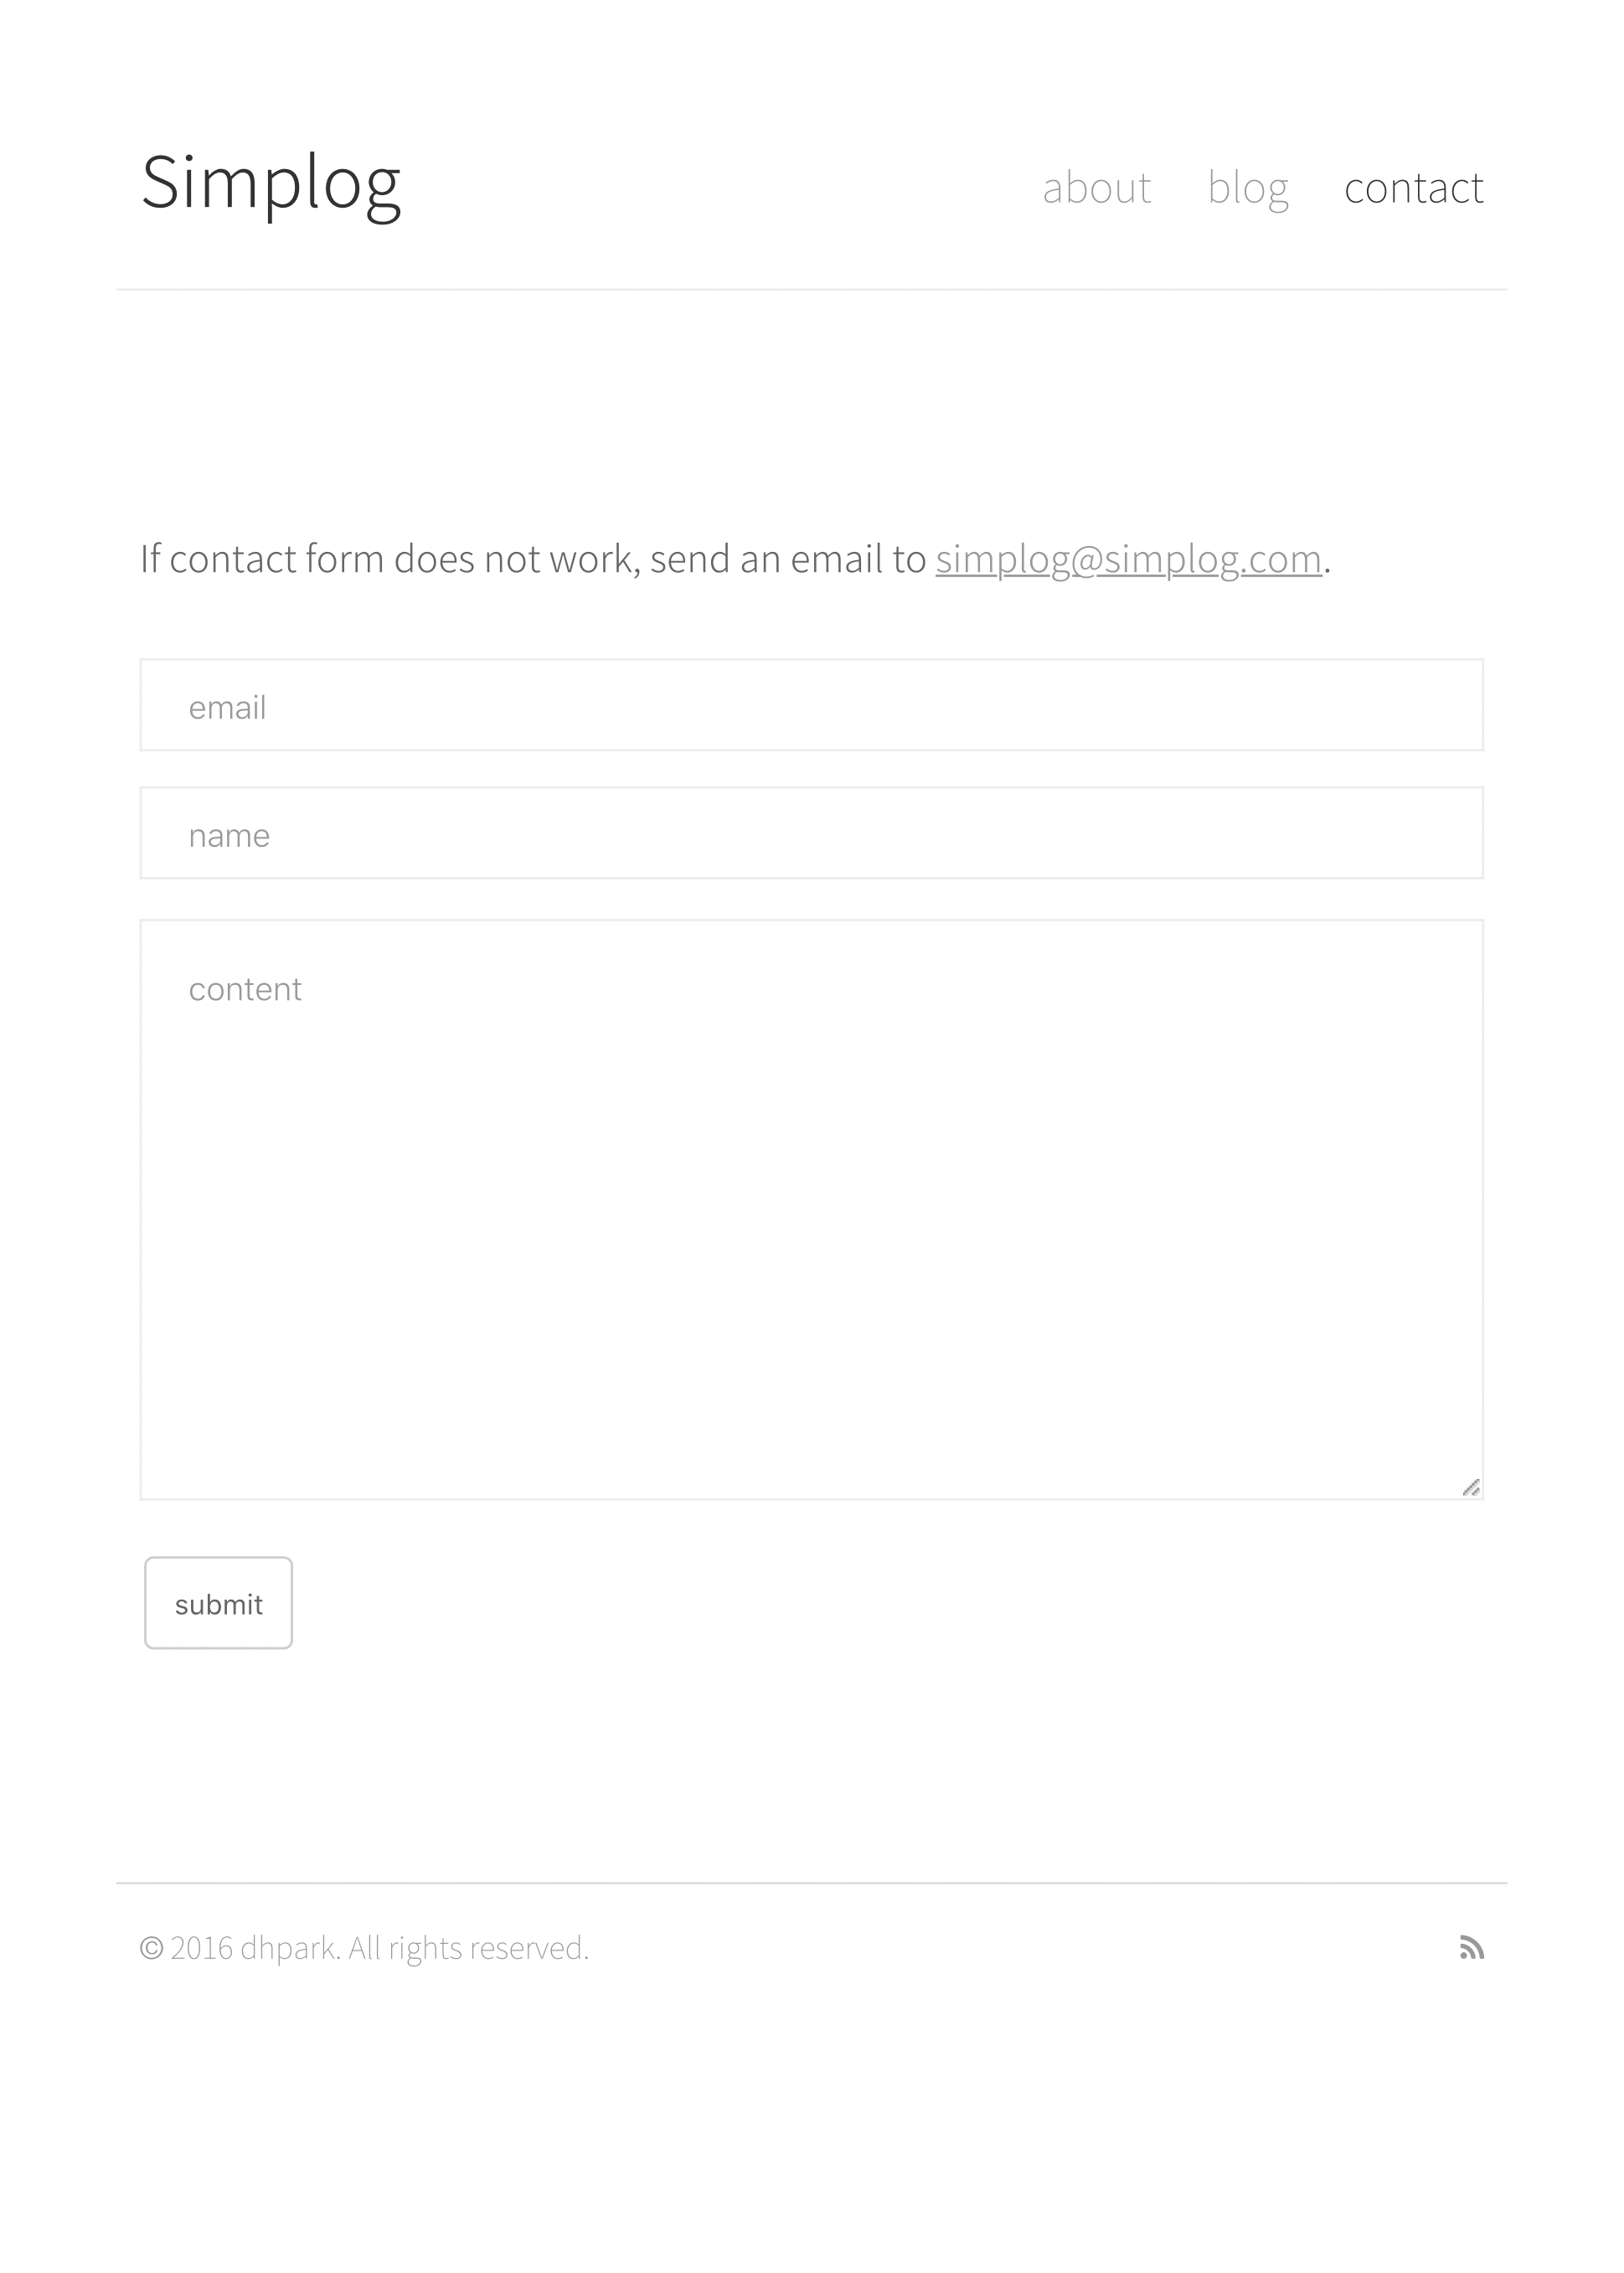 Simplog
about blog contact
If contact form does not work, send an email to simplog@simplog.com.
email
name
content
submit
© 2016 dhpark. All rights reserved.